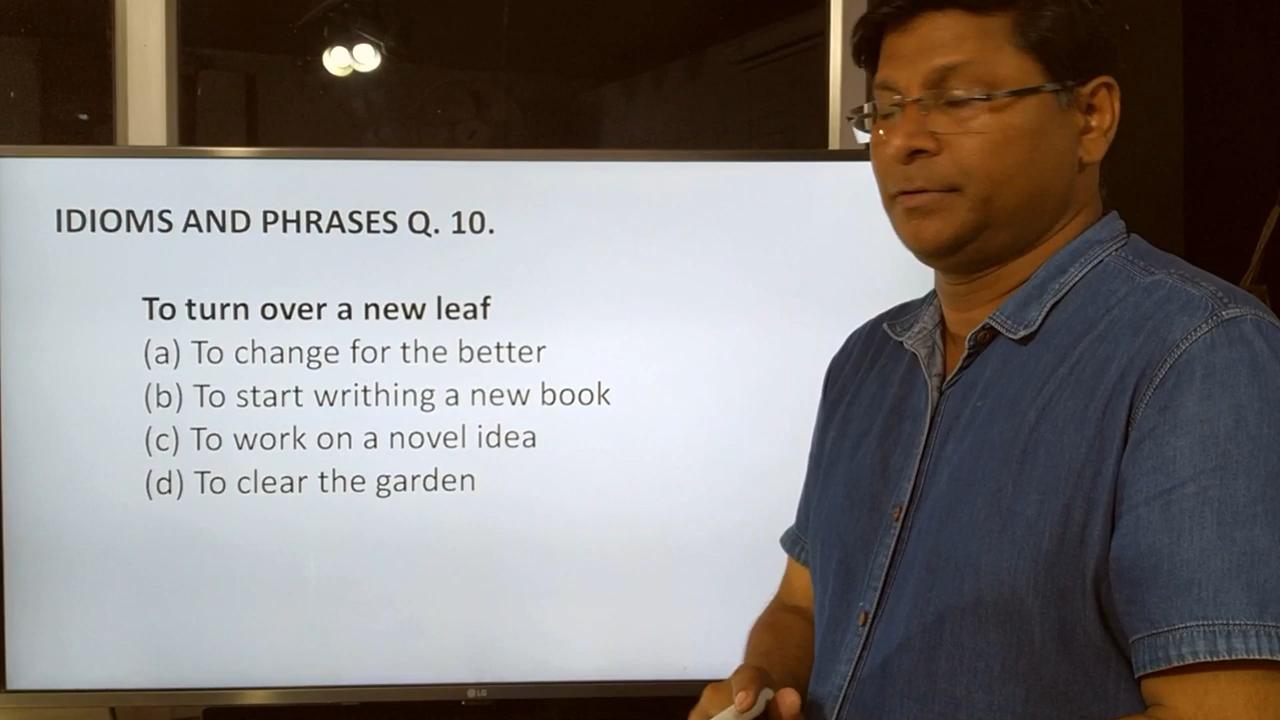 IDIOMS AND PHRASES Q. 10.
To turn over a new leaf
(a) To change for the better
(b) To start writhing a new book
(c) To work on a novel idea
(d) To clear the garden
LG